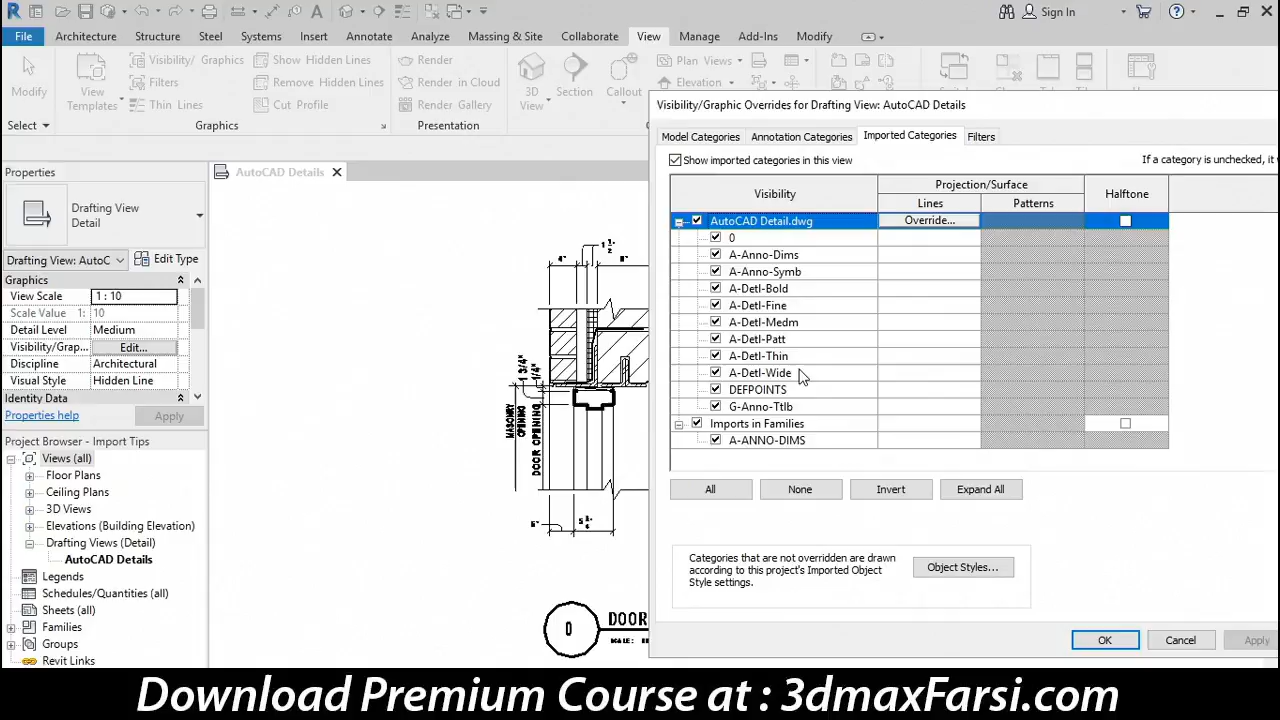 Sign In
File
Architecture
Structure
Steel
Systems
Insert
Annotate
Analyze
Massing & Site
Collaborate
View
Manage
Add-Ins
Modify
Modify
View
Templates
Visibility/ Graphics
Filters
Thin Lines
Show Hidden Lines
Remove Hidden Lines
Cut Profile
Render
Render in Cloud
Render Gallery
3D
View
Section
Callout
Plan Views
Elevation
Select
Graphics
Presentation
Properties
Drafting View
Detail
Drawing View: AutoC
Edit Type
Graphics
View Scale
1 : 10
Scale Value 1:
10
Detail Level
Medium
Visibility/Grap...
Edit...
Discipline
Architectural
Visual Style
Hidden Line
Identity Data
Properties help
Apply
Project Browser - Import Tips
Views (all)
Floor Plans
Ceiling Plans
3D Views
Elevations (Building Elevation)
Drafting Views (Detail)
AutoCAD Details
Legends
Schedules/Quantities (all)
Sheets (all)
Families
Groups
Revit Links
AutoCAD Details
4"
8"
1 3/4"
1/4"
MASONRY
OPENING
DOOR OPENING
0
DOOR
SCALE:
Visibility/Graphic Overrides for Drafting View: AutoCAD Details
Model Categories
Annotation Categories
Imported Categories
Filters
Show imported categories in this view
If a category is unchecked, it
Visibility
Projection/Surface
Lines
Patterns
Halftone
AutoCAD Detail.dwg
Override...
0
A-Anno-Dims
A-Anno-Symb
A-Detl-Bold
A-Detl-Fine
A-Detl-Medm
A-Detl-Patt
A-Detl-Thin
A-Detl-Wide
DEFPOINTS
G-Anno-Ttlb
Imports in Families
A-ANNO-DIMS
All
None
Invert
Expand All
Categories that are not overridden are drawn
according to this project's Imported Object
Style settings.
Object Styles...
OK
Cancel
Apply
Download Premium Course at : 3dmaxFarsi.com